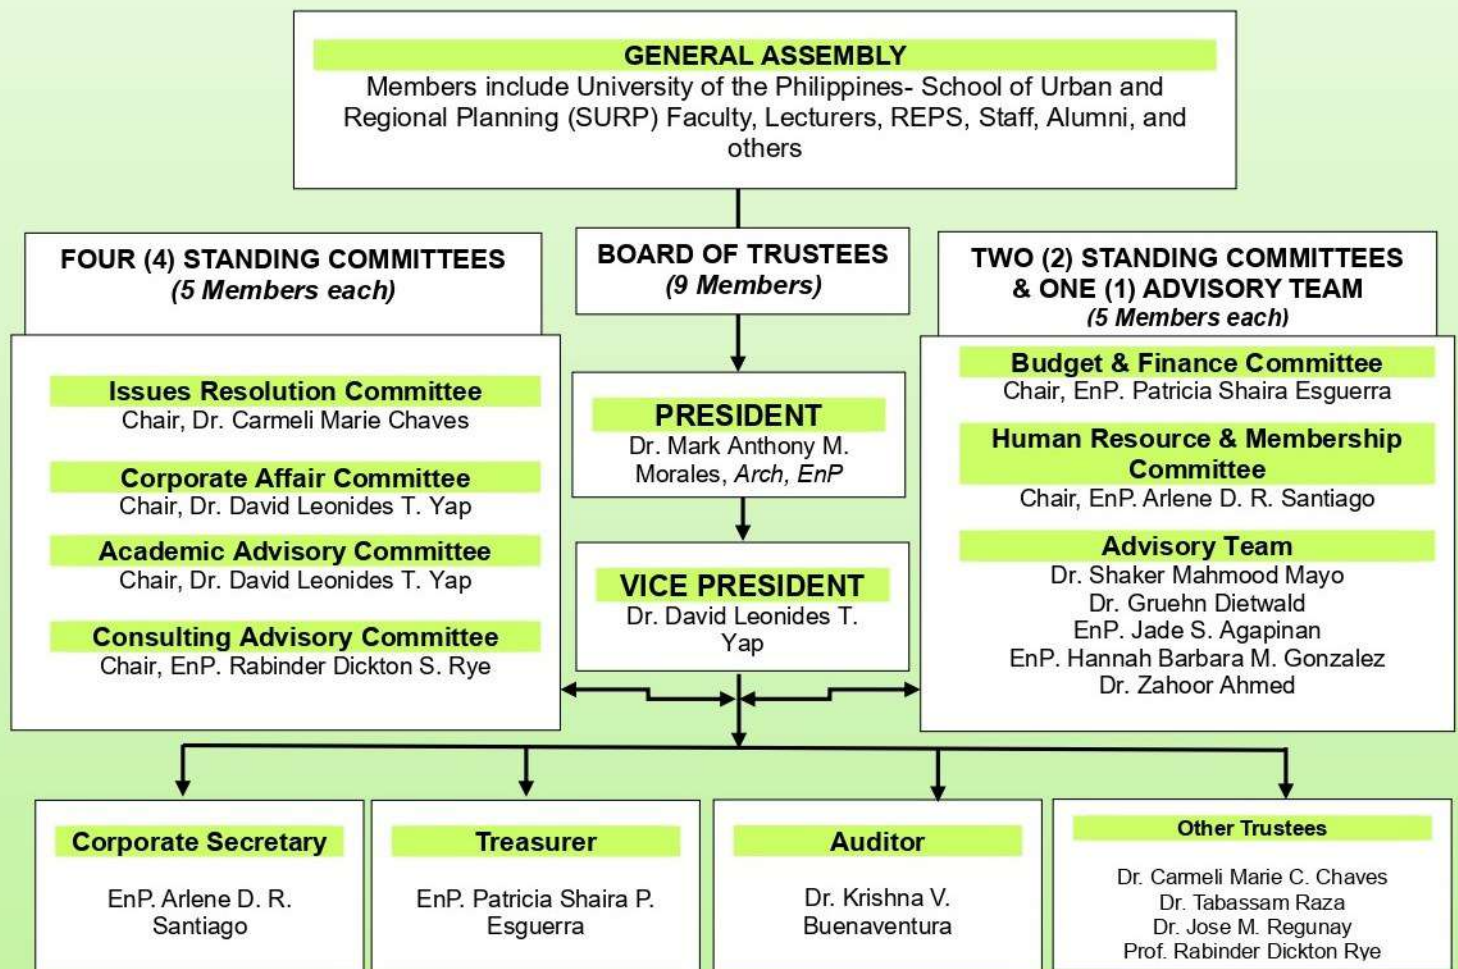 GENERAL ASSEMBLY
Members include University of the Philippines- School of Urban and
Regional Planning (SURP) Faculty, Lecturers, REPS, Staff, Alumni, and
others
FOUR (4) STANDING COMMITTEES
(5 Members each)
Issues Resolution Committee
Chair, Dr. Carmeli Marie Chaves
Corporate Affair Committee
Chair, Dr. David Leonides T. Yap
Academic Advisory Committee
Chair, Dr. David Leonides T. Yap
Consulting Advisory Committee
Chair, EnP. Rabinder Dickton S. Rye
BOARD OF TRUSTEES
(9 Members)
PRESIDENT
Dr. Mark Anthony M.
Morales, Arch, EnP
VICE PRESIDENT
Dr. David Leonides T.
Yap
TWO (2) STANDING COMMITTEES
& ONE (1) ADVISORY TEAM
(5 Members each)
Budget & Finance Committee
Chair, EnP. Patricia Shaira Esguerra
Human Resource & Membership
Committee
Chair, EnP. Arlene D. R. Santiago
Advisory Team
Dr. Shaker Mahmood Mayo
Dr. Gruehn Dietwald
EnP. Jade S. Agapinan
EnP. Hannah Barbara M. Gonzalez
Dr. Zahoor Ahmed
Corporate Secretary
EnP. Arlene D. R.
Santiago
Treasurer
EnP. Patricia Shaira P.
Esguerra
Auditor
Dr. Krishna V.
Buenaventura
Other Trustees
Dr. Carmeli Marie C. Chaves
Dr. Tabassam Raza
Dr. Jose M. Regunay
Prof. Rabinder Dickton Rye